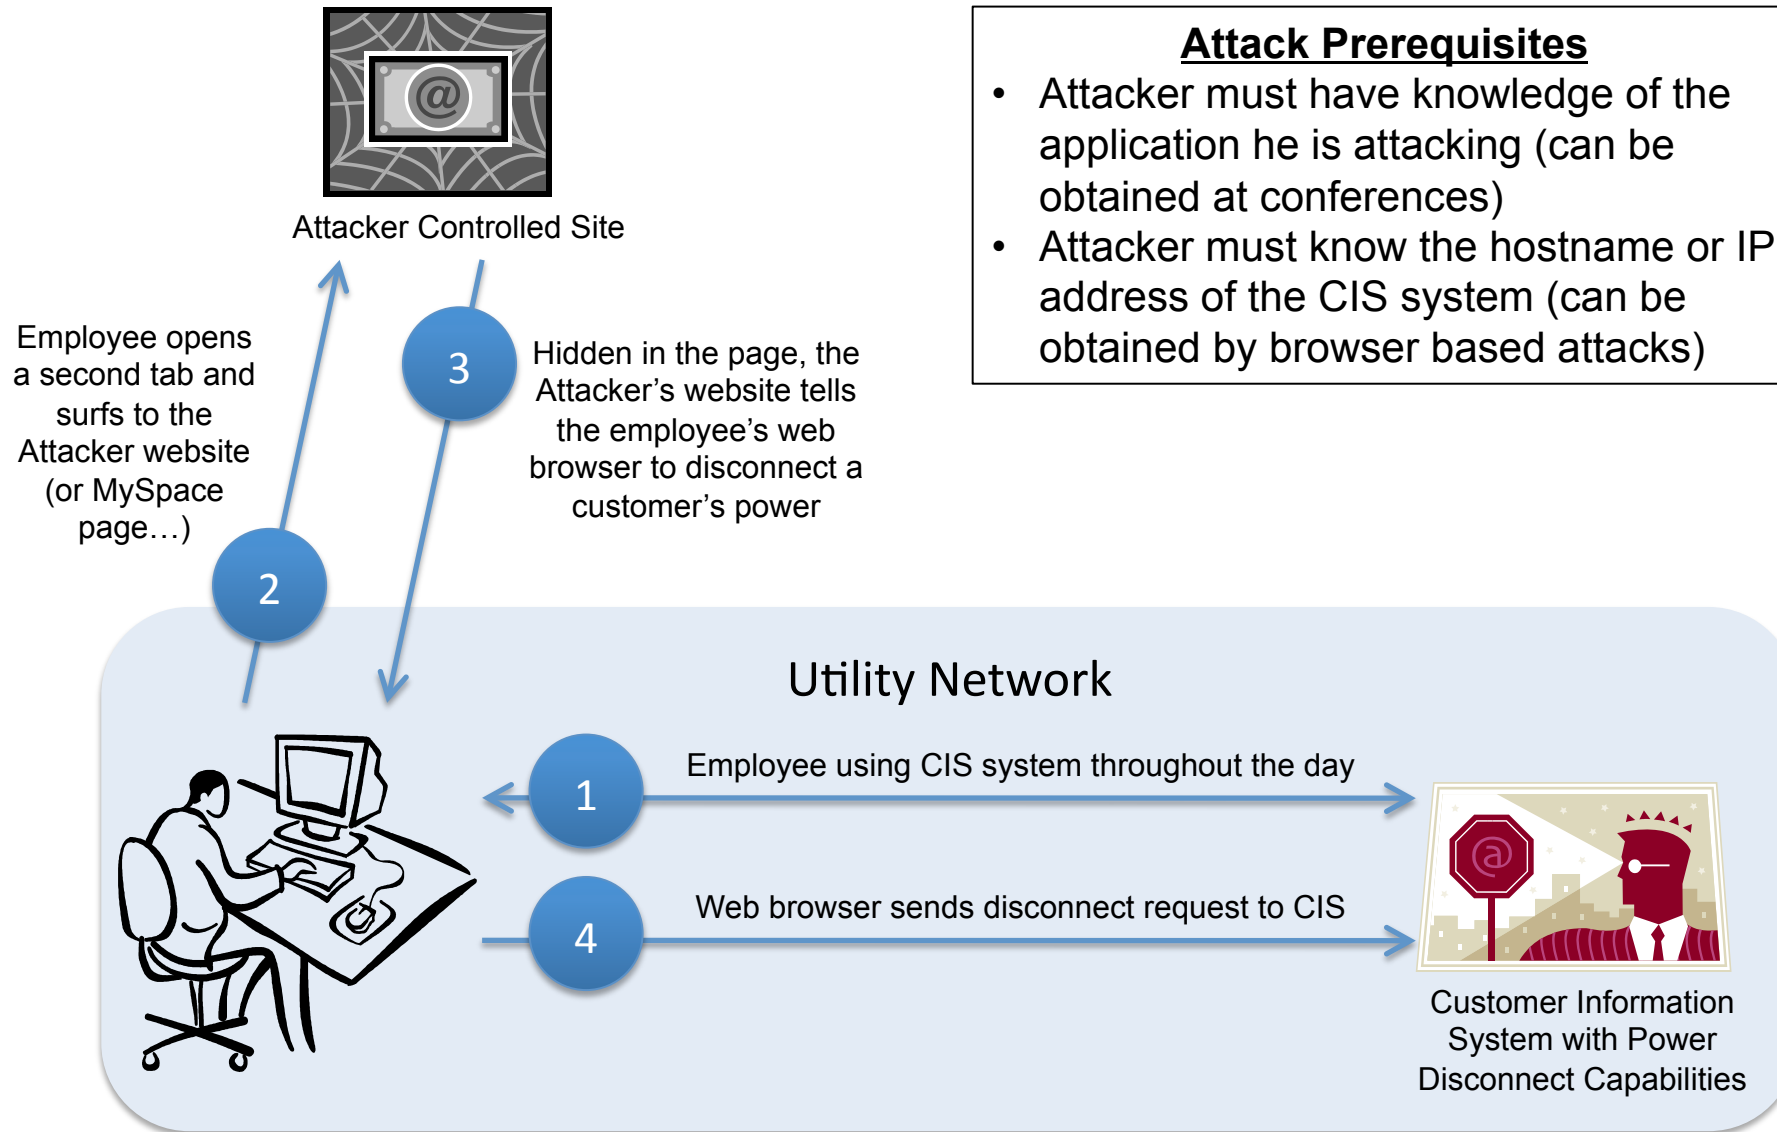 @
Attacker Controlled Site
Attack Prerequisites
• Attacker must have knowledge of the
application he is attacking (can be
obtained at conferences)
• Attacker must know the hostname or IP
address of the CIS system (can be
obtained by browser based attacks)
Employee opens
a second tab and
surfs to the
Attacker website
(or MySpace
page…)
2
3
Hidden in the page, the
Attacker’s website tells
the employee’s web
browser to disconnect a
customer’s power
Utility Network
1
Employee using CIS system throughout the day
4
Web browser sends disconnect request to CIS
@
Customer Information
System with Power
Disconnect Capabilities